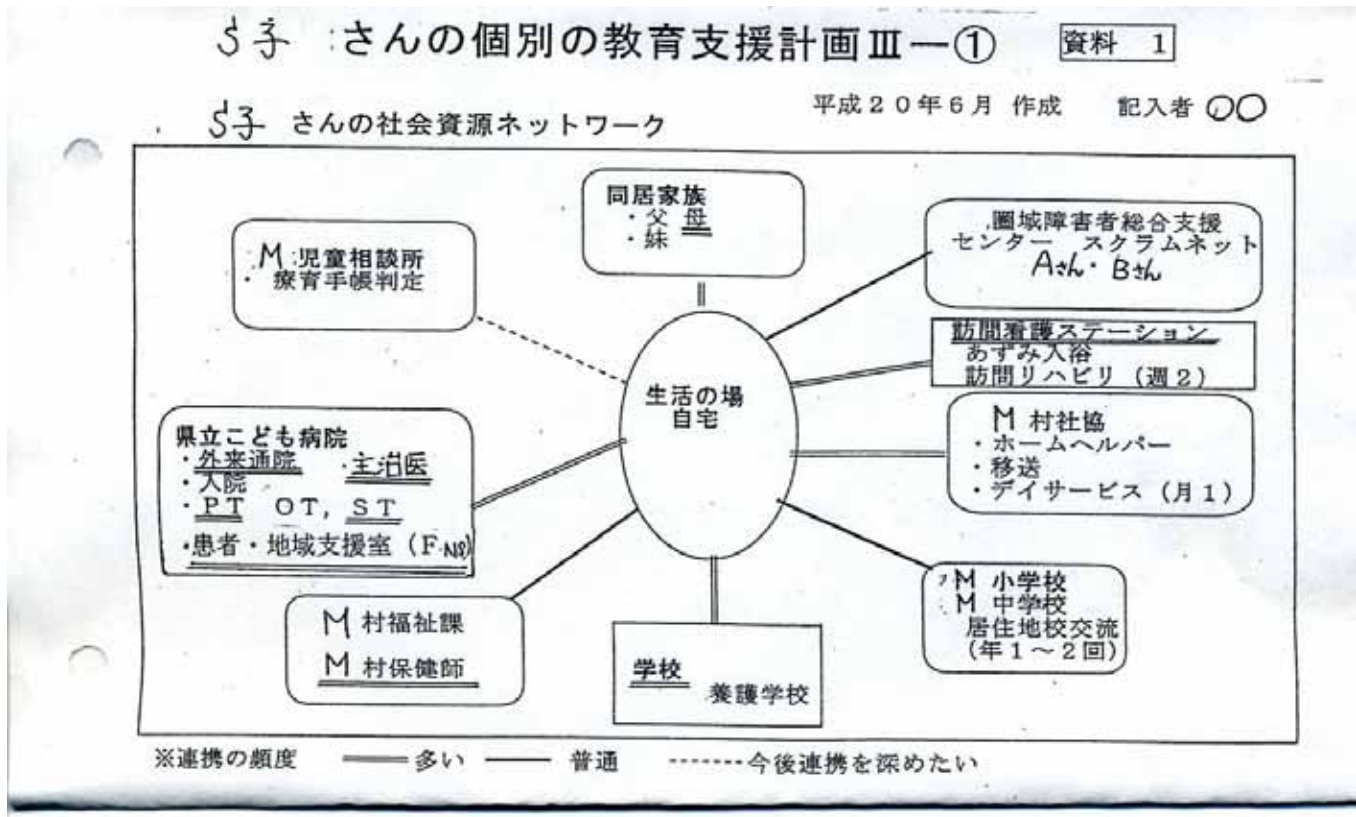 S子 さんの個別の教育支援計画Ⅲ―① 資料 1
平成20年6月 作成 記入者 〇〇
S子 さんの社会資源ネットワーク
同居家族
・父 母
・妹
M 児童相談所
・療育手帳判定
圏域障害者総合支援
センター スクラムネット
Aさん・Bさん
訪問看護ステーション
あずみ入浴
訪問リハビリ(週2)
生活の場
自宅
県立こども病院
・外来通院 ・主治医
・入院
・PT OT, ST
・患者・地域支援室(F.Ns)
M 村社協
・ホームヘルパー
・移送
・デイサービス(月1)
M 小学校
M 中学校
居住地校交流
(年1~2回)
M 村福祉課
M 村保健師
学校
養護学校
※連携の頻度 多い 普通 今後連携を深めたい